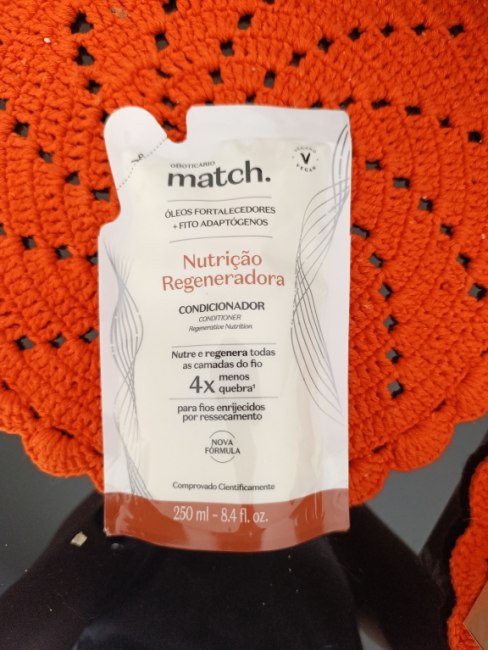 OBOTICÁRIO
match.
VEGANO
V
VEGAN
ÓLEOS FORTALECEDORES
+ FITO ADAPTÓGENOS
Nutrição
Regeneradora
CONDICIONADOR
CONDITIONER
Regenerative Nutrition
Nutre e regenera todas
as camadas do fio
4x menos
quebra¹
para fios enrijecidos
por ressecamento
NOVA
FÓRMULA
Comprovado Cientificamente
250 ml - 8.4 fl. oz.